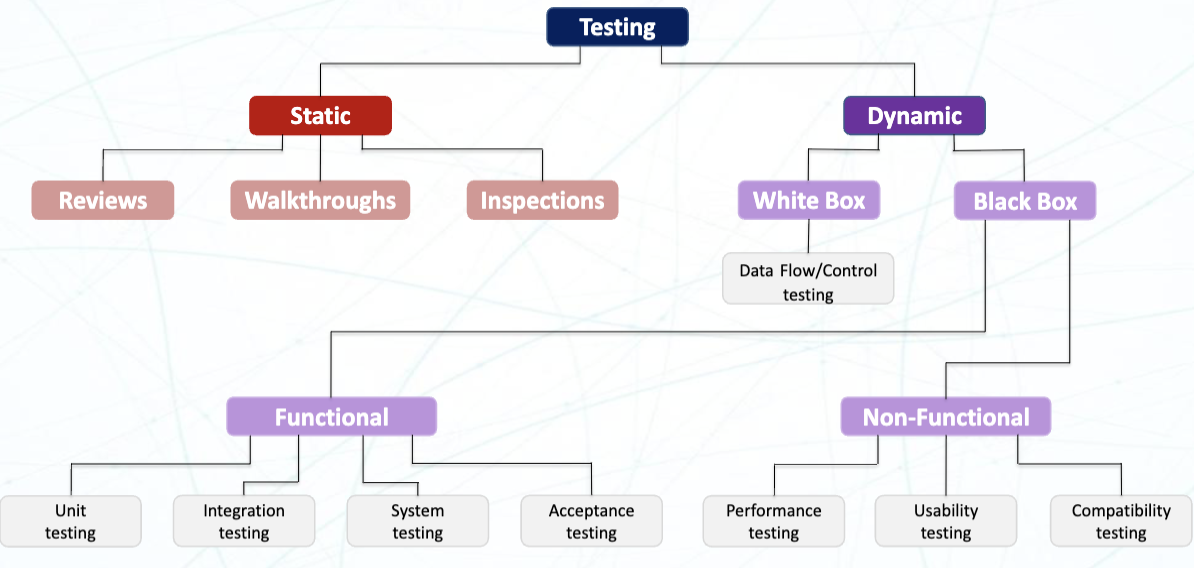 Testing
Static
Dynamic
Reviews
Walkthroughs
Inspections
White Box
Black Box
Data Flow/Control
testing
Functional
Non-Functional
Unit
testing
Integration
testing
System
testing
Acceptance
testing
Performance
testing
Usability
testing
Compatibility
testing